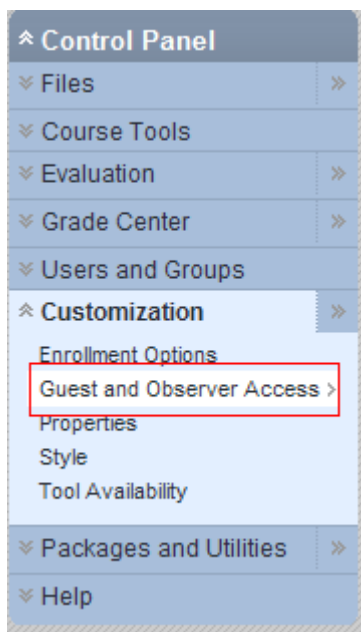 Control Panel
Files
Course Tools
Evaluation
Grade Center
Users and Groups
Customization
Enrollment Options
Guest and Observer Access
Properties
Style
Tool Availability
Packages and Utilities
Help